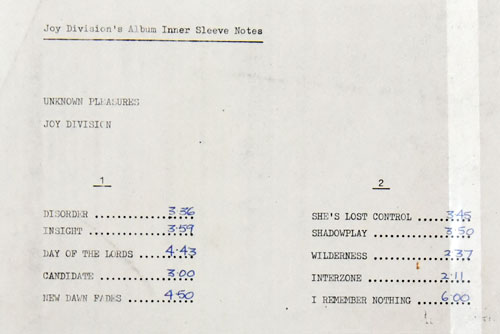 Joy Division's Album Inner Sleeve Notes
UNKNOWN PLEASURES
JOY DIVISION
1
DISORDER .......... 3·36
INSIGHT .......... 3·59
DAY OF THE LORDS ..... 4·43
CANDIDATE .......... 3·00
NEW DAWN FADES ....... 4·50
2
SHE'S LOST CONTROL ..... 3·45
SHADOWPLAY .......... 3·50
WILDERNESS .......... 2·37
INTERZONE .......... 2·11
I REMEMBER NOTHING ..... 6·00